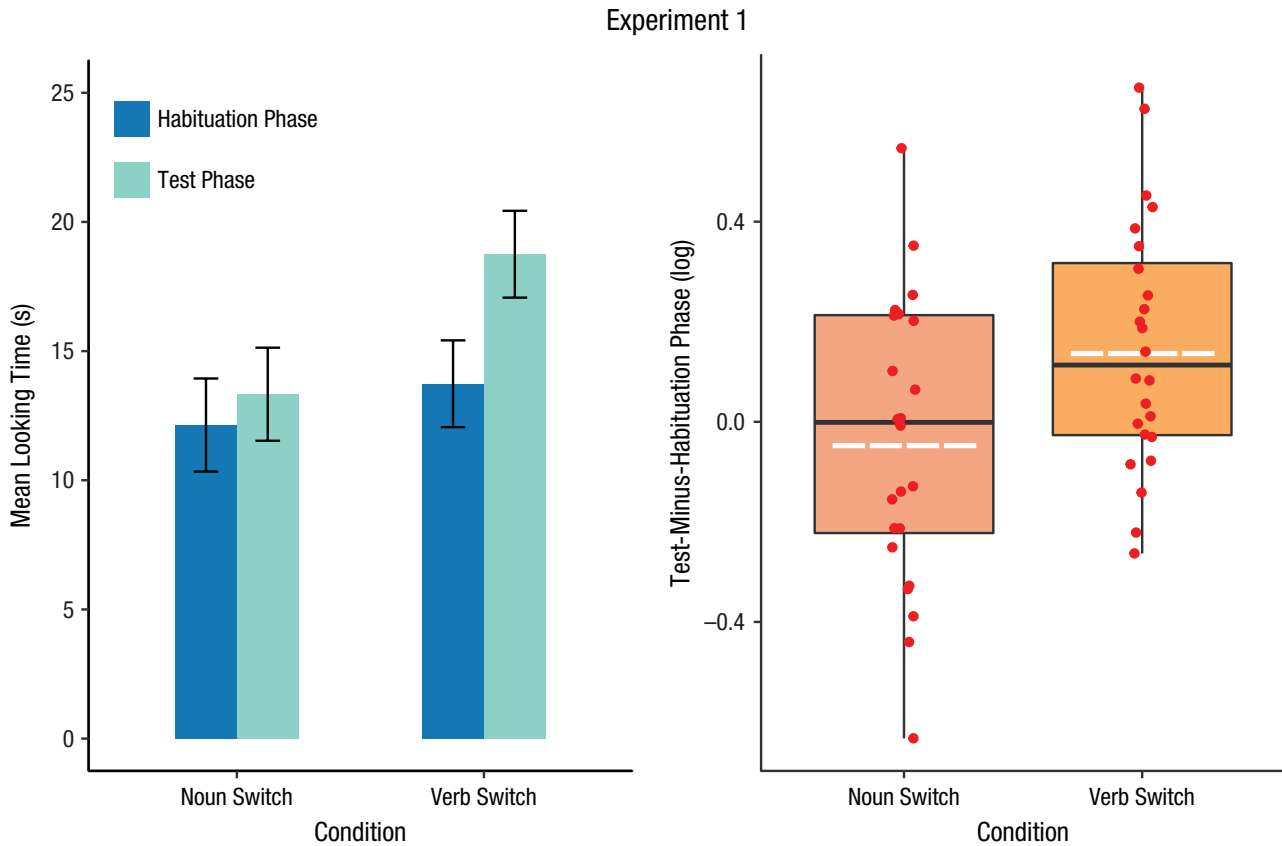 Experiment 1
Mean Looking Time (s)
25
20
15
10
5
0
Habituation Phase
Test Phase
Noun Switch
Verb Switch
Condition
Test-Minus-Habituation Phase (log)
0.4
0.0
−0.4
Noun Switch
Verb Switch
Condition